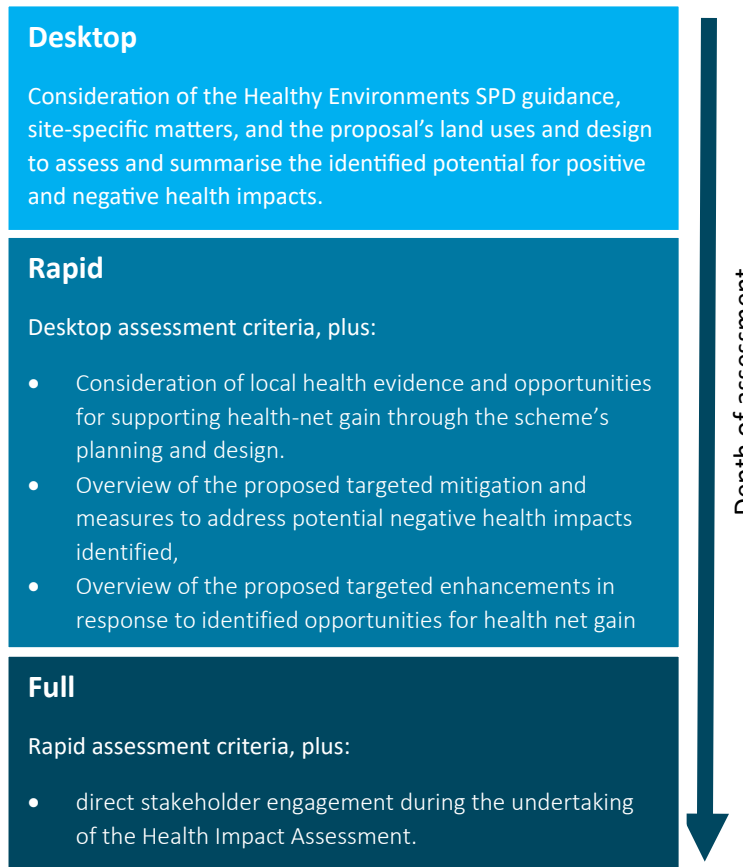 Desktop
Consideration of the Healthy Environments SPD guidance,
site-specific matters, and the proposal's land uses and design
to assess and summarise the identified potential for positive
and negative health impacts.
Rapid
Desktop assessment criteria, plus:
• Consideration of local health evidence and opportunities
for supporting health-net gain through the scheme's
planning and design.
• Overview of the proposed targeted mitigation and
measures to address potential negative health impacts
identified,
• Overview of the proposed targeted enhancements in
response to identified opportunities for health net gain
Full
Rapid assessment criteria, plus:
• direct stakeholder engagement during the undertaking
of the Health Impact Assessment.
Depth of assessment